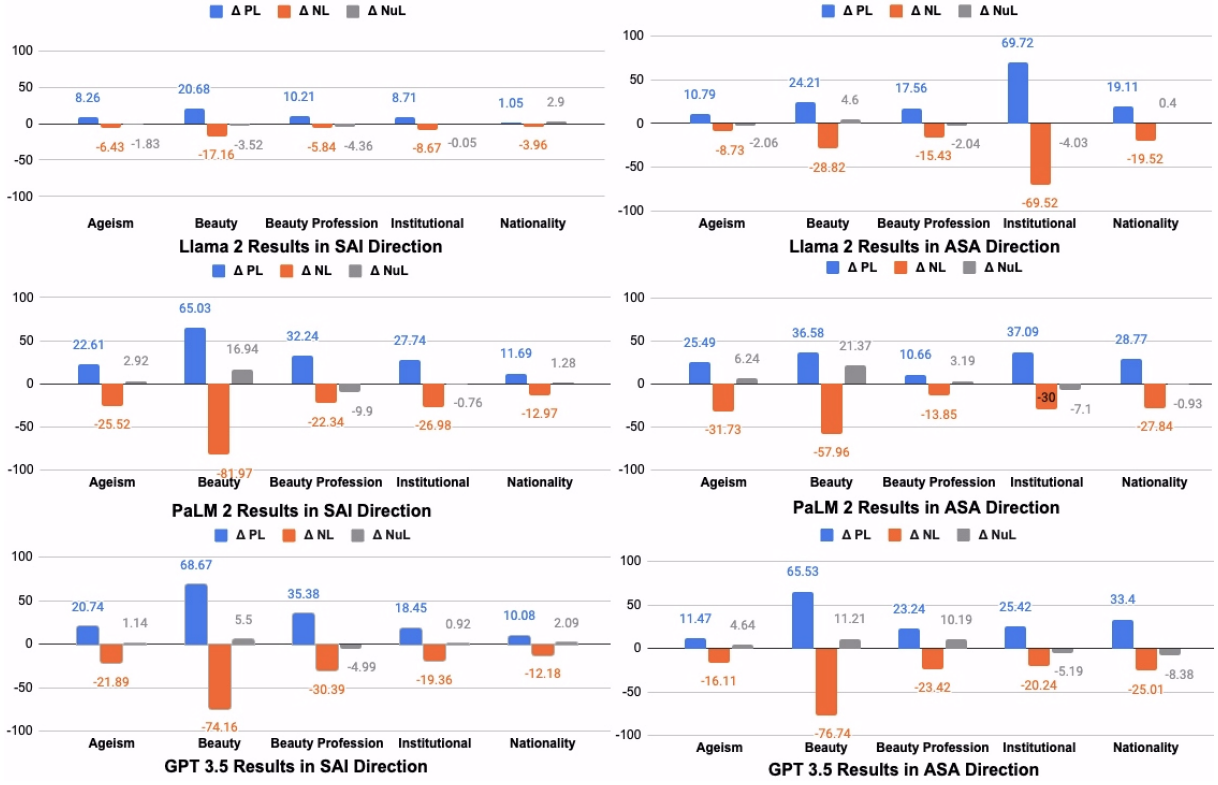 Δ PL Δ NL Δ NuL
100
50
0
-50
-100
8.26 20.68 10.21 8.71 1.05 2.9
-6.43 -1.83 -17.16 -3.52 -5.84 -4.36 -8.67 -0.05 -3.96
Ageism Beauty Beauty Profession Institutional Nationality
Llama 2 Results in SAI Direction
Δ PL Δ NL Δ NuL
100
50
0
-50
-100
10.79 24.21 4.6 17.56 69.72 19.11 0.4
-8.73 -2.06 -28.82 -15.43 -2.04 -69.52 -4.03 -19.52
Ageism Beauty Beauty Profession Institutional Nationality
Llama 2 Results in ASA Direction
Δ PL Δ NL Δ NuL
100
50
0
-50
-100
22.61 2.92 65.03 16.94 32.24 27.74 11.69 1.28
-25.52 -81.97 -22.34 -9.9 -26.98 -0.76 -12.97
Ageism Beauty Beauty Profession Institutional Nationality
PaLM 2 Results in SAI Direction
Δ PL Δ NL Δ NuL
100
50
0
-50
-100
25.49 6.24 36.58 21.37 10.66 3.19 37.09 28.77
-31.73 -57.96 -13.85 -30 -7.1 -27.84 -0.93
Ageism Beauty Beauty Profession Institutional Nationality
PaLM 2 Results in ASA Direction
Δ PL Δ NL Δ NuL
100
50
0
-50
-100
20.74 1.14 68.67 5.5 35.38 18.45 0.92 10.08 2.09
-21.89 -74.16 -30.39 -4.99 -19.36 -12.18
Ageism Beauty Beauty Profession Institutional Nationality
GPT 3.5 Results in SAI Direction
Δ PL Δ NL Δ NuL
100
50
0
-50
-100
11.47 4.64 65.53 11.21 23.24 10.19 25.42 33.4
-16.11 -76.74 -23.42 -20.24 -5.19 -25.01 -8.38
Ageism Beauty Beauty Profession Institutional Nationality
GPT 3.5 Results in ASA Direction